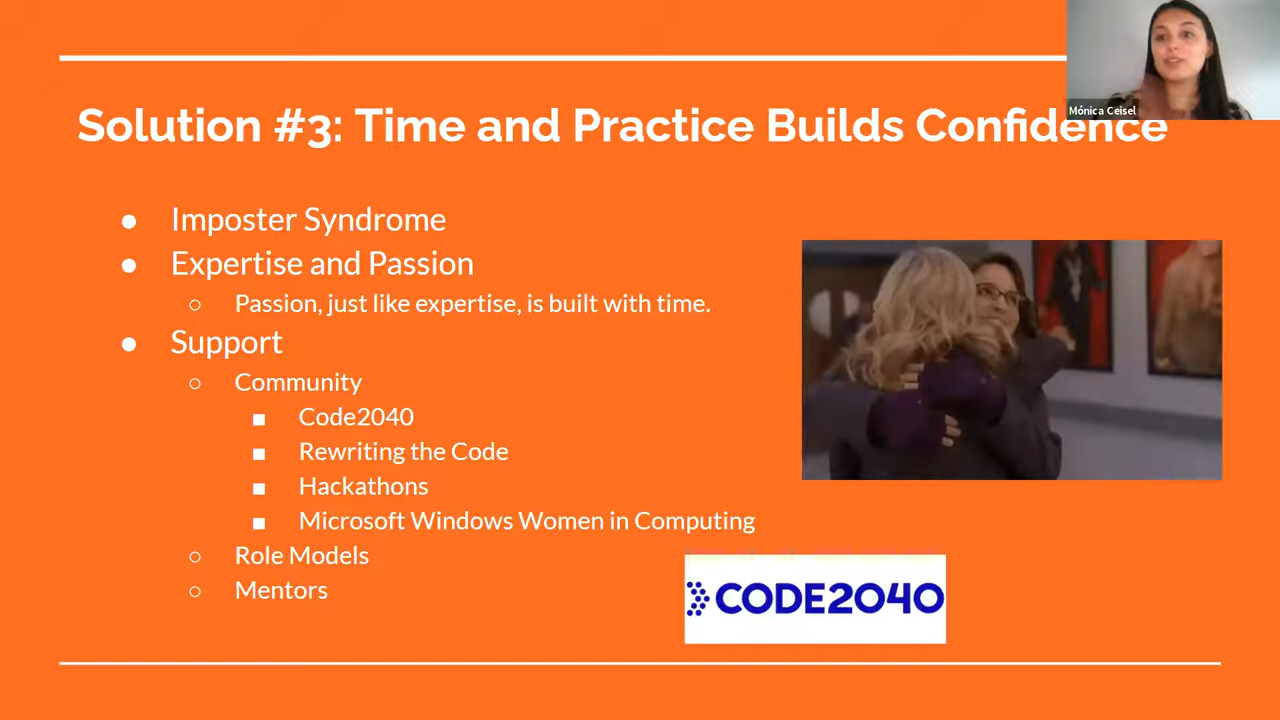 Mónica Ceisel
Solution #3: Time and Practice Builds Confidence
Imposter Syndrome
Expertise and Passion
Passion, just like expertise, is built with time.
Support
Community
Code2040
Rewriting the Code
Hackathons
Microsoft Windows Women in Computing
Role Models
Mentors
CODE2040